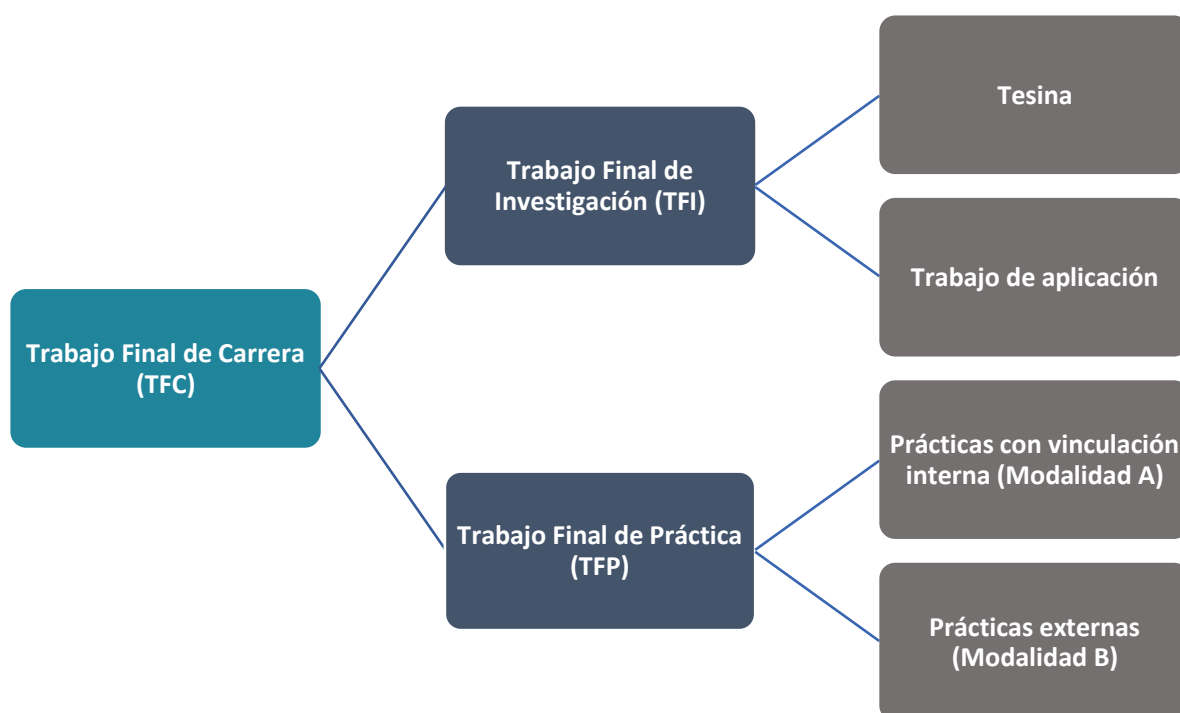 Tesina
Trabajo Final de
Investigación (TFI)
Trabajo de aplicación
Trabajo Final de Carrera
(TFC)
Prácticas con vinculación
interna (Modalidad A)
Trabajo Final de Práctica
(TFP)
Prácticas externas
(Modalidad B)